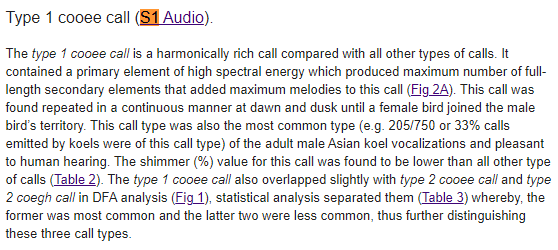 Type 1 cooee call (S1 Audio).
The type 1 cooee call is a harmonically rich call compared with all other types of calls. It
contained a primary element of high spectral energy which produced maximum number of full-
length secondary elements that added maximum melodies to this call (Fig 2A). This call was
found repeated in a continuous manner at dawn and dusk until a female bird joined the male
bird's territory. This call type was also the most common type (e.g. 205/750 or 33% calls
emitted by koels were of this call type) of the adult male Asian koel vocalizations and pleasant
to human hearing. The shimmer (%) value for this call was found to be lower than all other type
of calls (Table 2). The type 1 cooee call also overlapped slightly with type 2 cooee call and type
2 coegh call in DFA analysis (Fig 1), statistical analysis separated them (Table 3) whereby, the
former was most common and the latter two were less common, thus further distinguishing
these three call types.